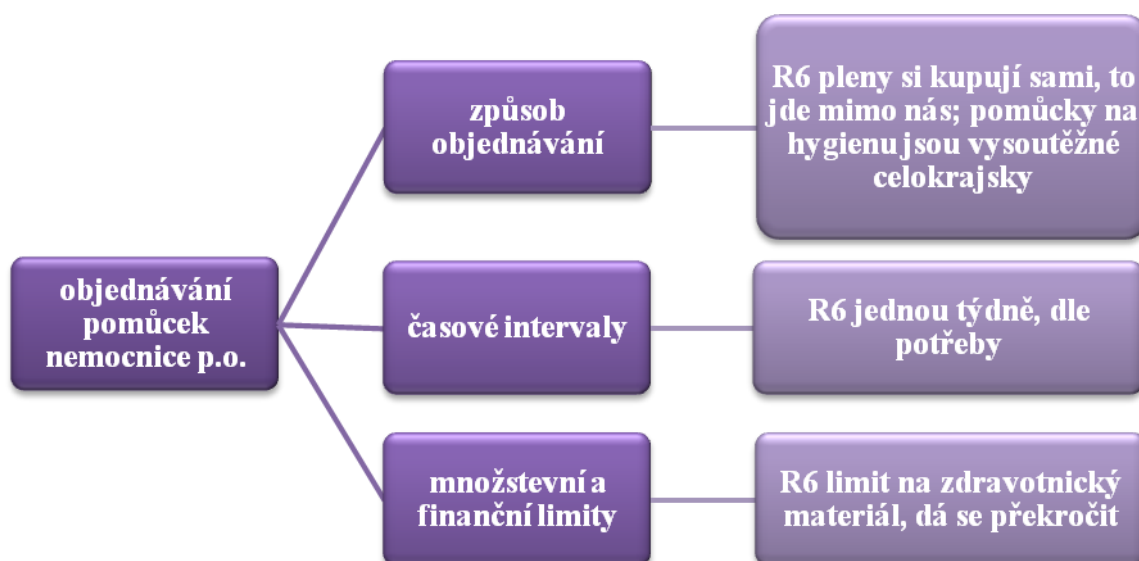 objednávání
pomůcek
nemocnice p.o.
způsob
objednávání
R6 pleny si kupují sami, to
jde mimo nás; pomůcky na
hygienu jsou vysoutěžné
celokrajsky
časové intervaly
R6 jednou týdně, dle
potřeby
množstevní a
finanční limity
R6 limit na zdravotnický
materiál, dá se překročit